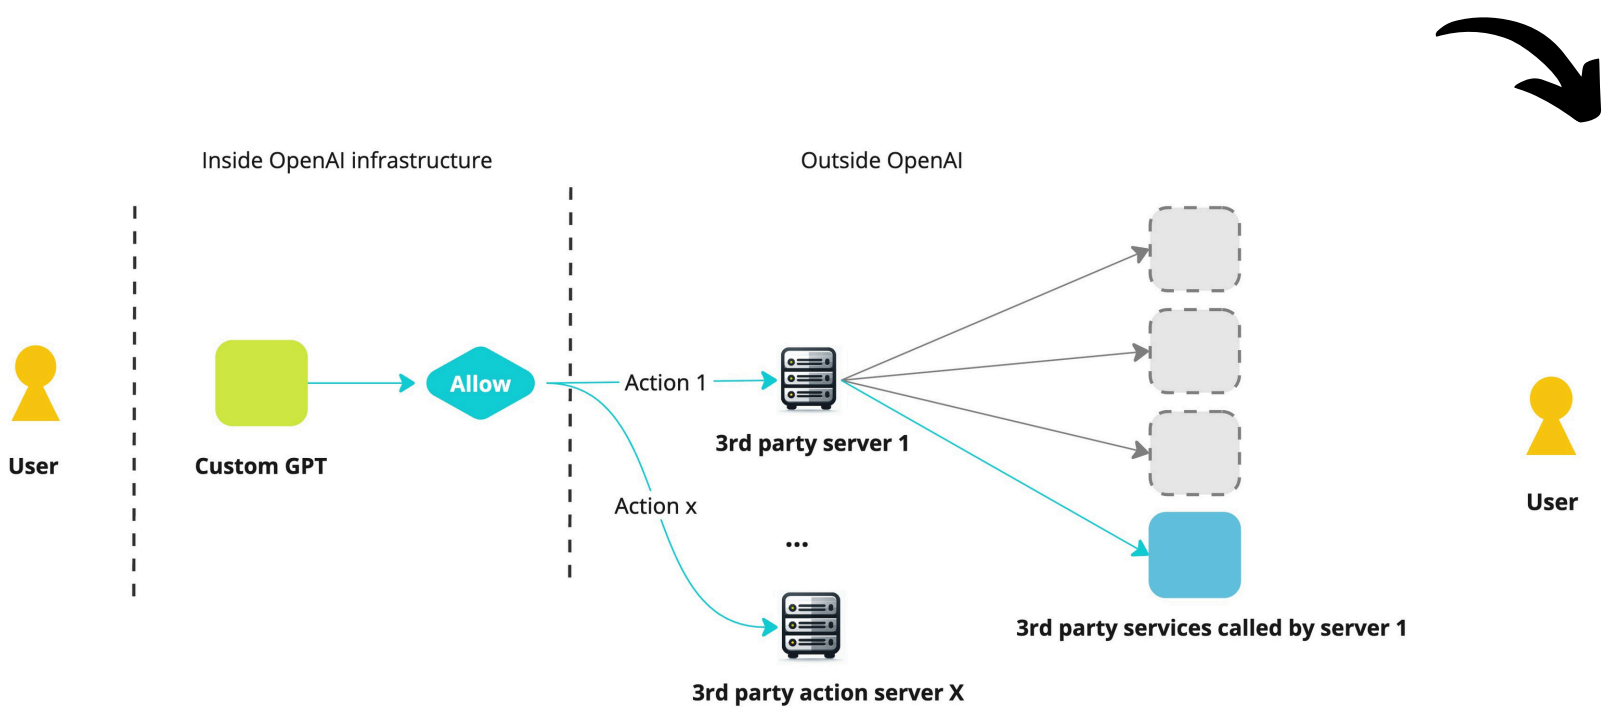 Inside OpenAI infrastructure
Outside OpenAI
Allow
Action 1
3rd party server 1
User
Custom GPT
User
Action x
...
3rd party services called by server 1
3rd party action server X